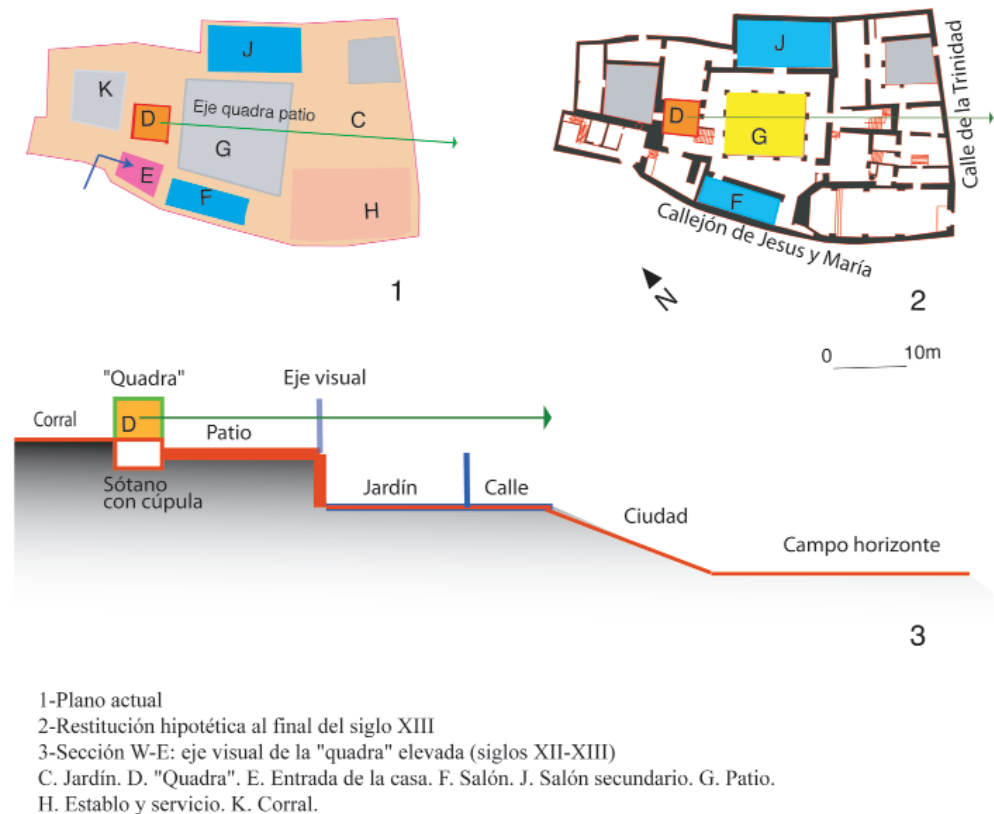 J
K
Eje quadra patio
D
C
G
E
F
H
1
J
D
G
F
Calle de la Trinidad
Callejón de Jesus y María
N
2
0 10m
"Quadra"
Eje visual
Corral
D
Patio
Sótano
con cúpula
Jardín
Calle
Ciudad
Campo horizonte
3
1-Plano actual
2-Restitución hipotética al final del siglo XIII
3-Sección W-E: eje visual de la "quadra" elevada (siglos XII-XIII)
C. Jardín. D. "Quadra". E. Entrada de la casa. F. Salón. J. Salón secundario. G. Patio.
H. Establo y servicio. K. Corral.